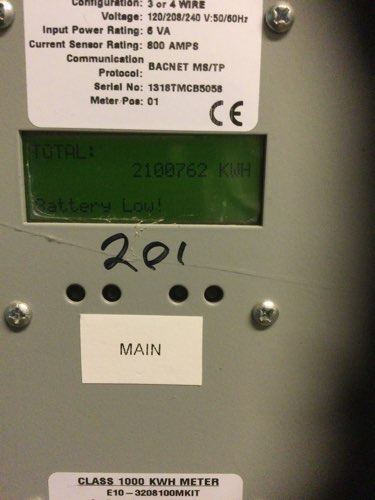 Configuration: 3 or 4 WIRE
Voltage: 120/208/240 V:50/60Hz
Input Power Rating: 6 VA
Current Sensor Rating: 800 AMPS
Communication
Protocol: BACNET MS/TP
Serial No: 1318TMCB5058
Meter Pos: 01
CE
TOTAL:
2100762 KWH
Battery Low!
201
MAIN
CLASS 1000 KWH METER
E10-3208100MKIT